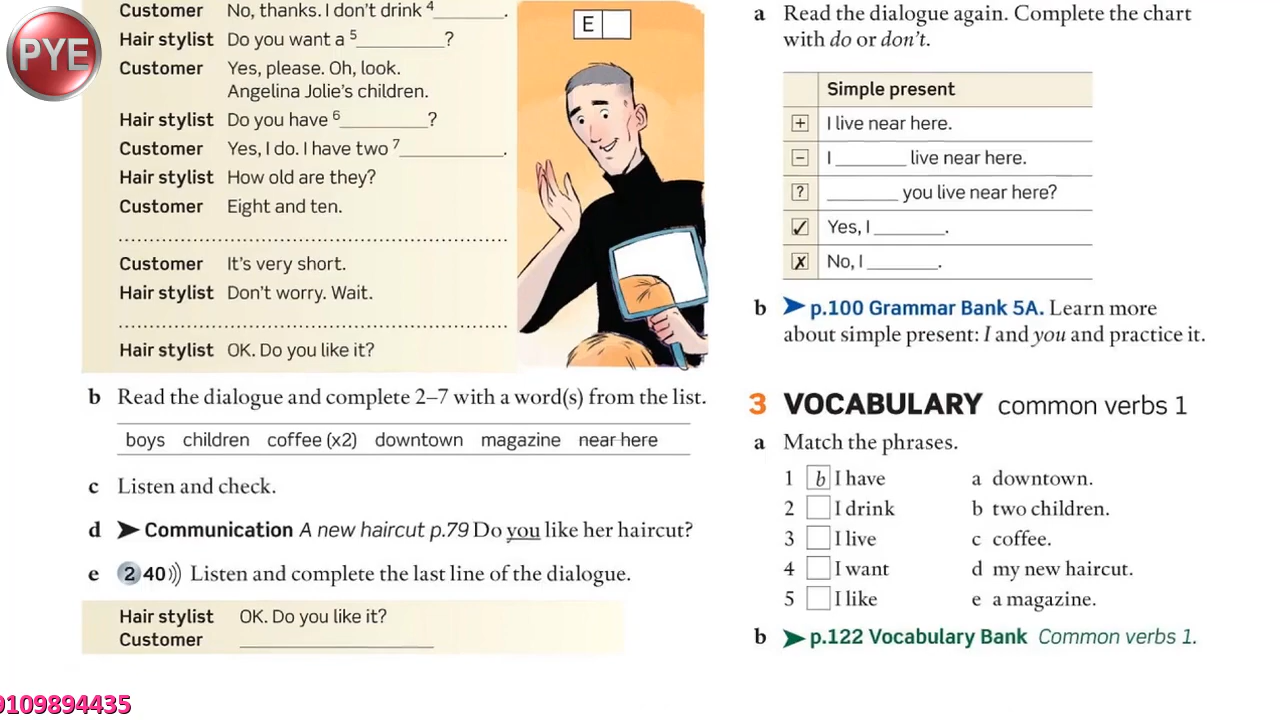 PYE
Customer No, thanks. I don't drink 4__________.
Hair stylist Do you want a 5__________?
Customer Yes, please. Oh, look.
Angelina Jolie's children.
Hair stylist Do you have 6__________?
Customer Yes, I do. I have two 7__________.
Hair stylist How old are they?
Customer Eight and ten.
Customer It's very short.
Hair stylist Don't worry. Wait.
Hair stylist OK. Do you like it?
E
b Read the dialogue and complete 2–7 with a word(s) from the list.
boys children coffee (x2) downtown magazine near here
c Listen and check.
d ➤ Communication A new haircut p.79 Do you like her haircut?
e 2 40))) Listen and complete the last line of the dialogue.
Hair stylist OK. Do you like it?
Customer __________
a Read the dialogue again. Complete the chart
with do or don't.
Simple present
+ I live near here.
− I ________ live near here.
? ________ you live near here?
✓ Yes, I ________.
✗ No, I ________.
b ➤ p.100 Grammar Bank 5A. Learn more
about simple present: I and you and practice it.
3 VOCABULARY common verbs 1
a Match the phrases.
1 b I have a downtown.
2 I drink b two children.
3 I live c coffee.
4 I want d my new haircut.
5 I like e a magazine.
b ➤ p.122 Vocabulary Bank Common verbs 1.
9109894435